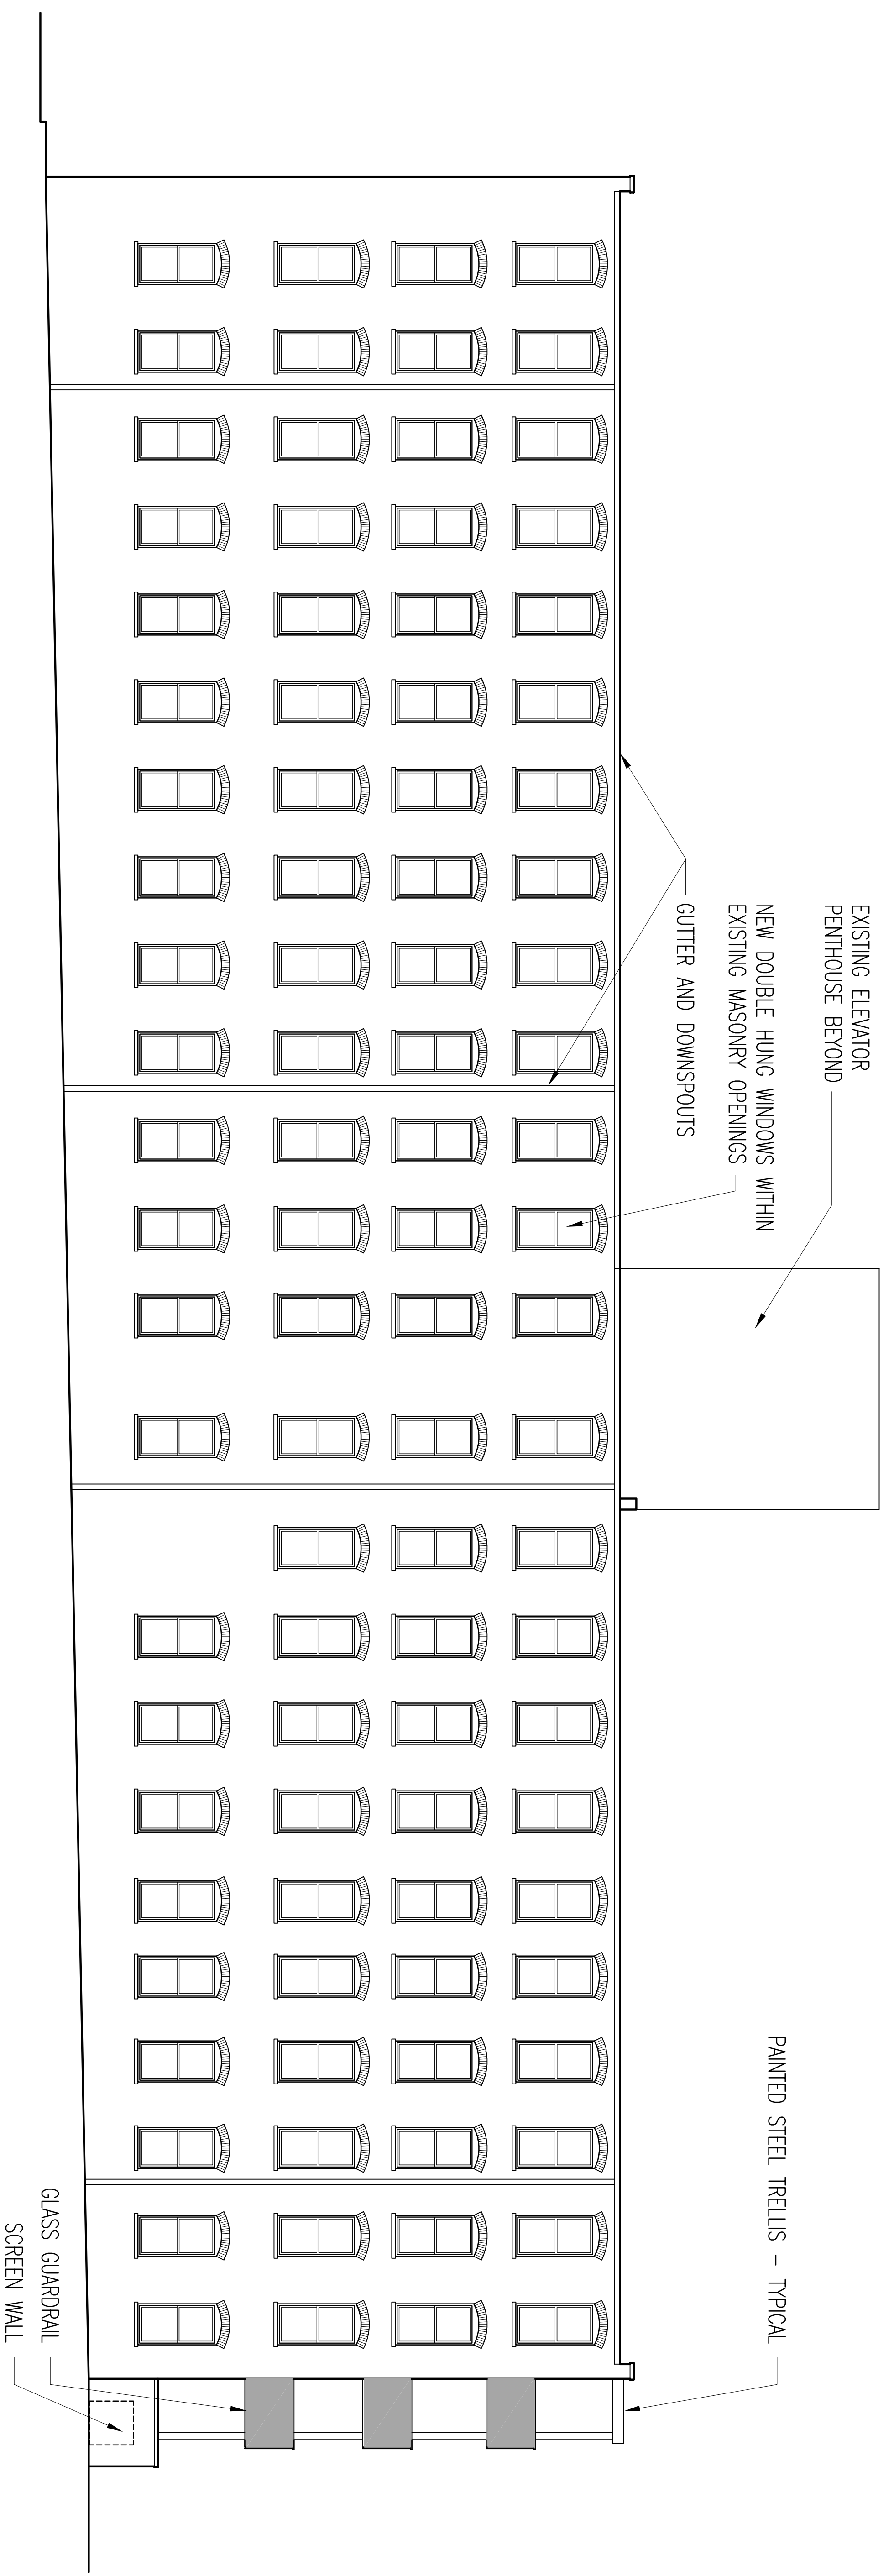 EXISTING ELEVATOR
PENTHOUSE BEYOND
NEW DOUBLE HUNG WINDOWS WITHIN
EXISTING MASONRY OPENINGS
GUTTER AND DOWNSPOUTS
PAINTED STEEL TRELLIS - TYPICAL
GLASS GUARDRAIL
SCREEN WALL